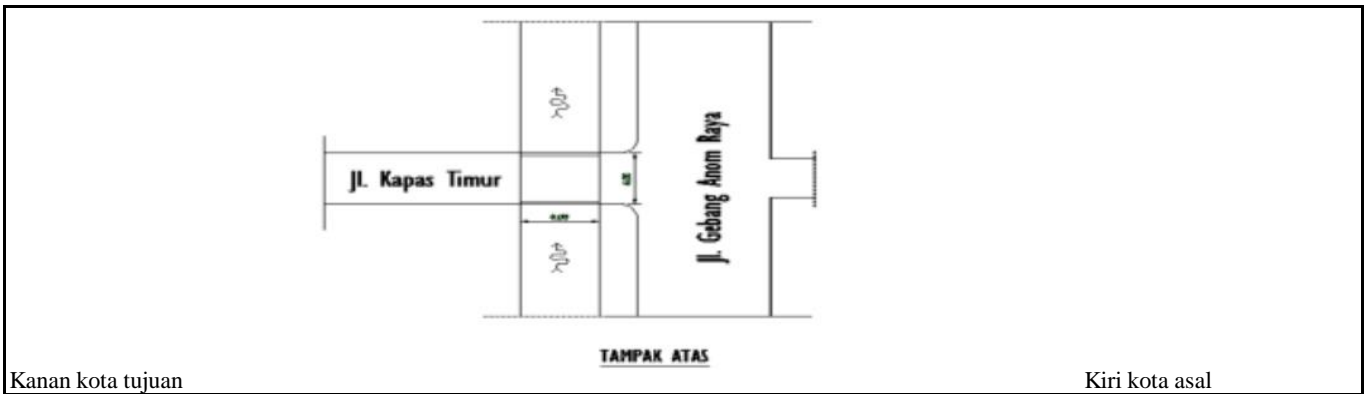 Jl. Kapas Timur
Jl. Gebang Anom Raya
TAMPAK ATAS
Kanan kota tujuan
Kiri kota asal